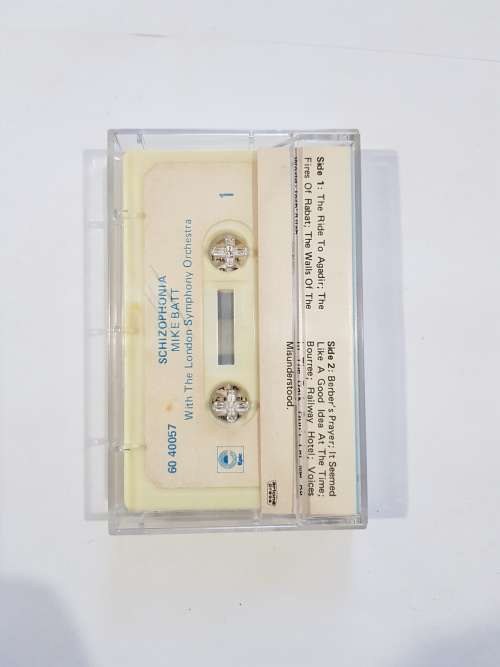 SCHIZOPHONIA
MIKE BATT
With The London Symphony Orchestra
1
60 40057
Epic
Side 1: The Ride To Agadir; The
Fires Of Rabat; The Walls Of The
Side 2: Berber's Prayer; It Seemed
Like A Good Idea At The Time;
Bourree; Railway Hotel; Voices
Misunderstood.